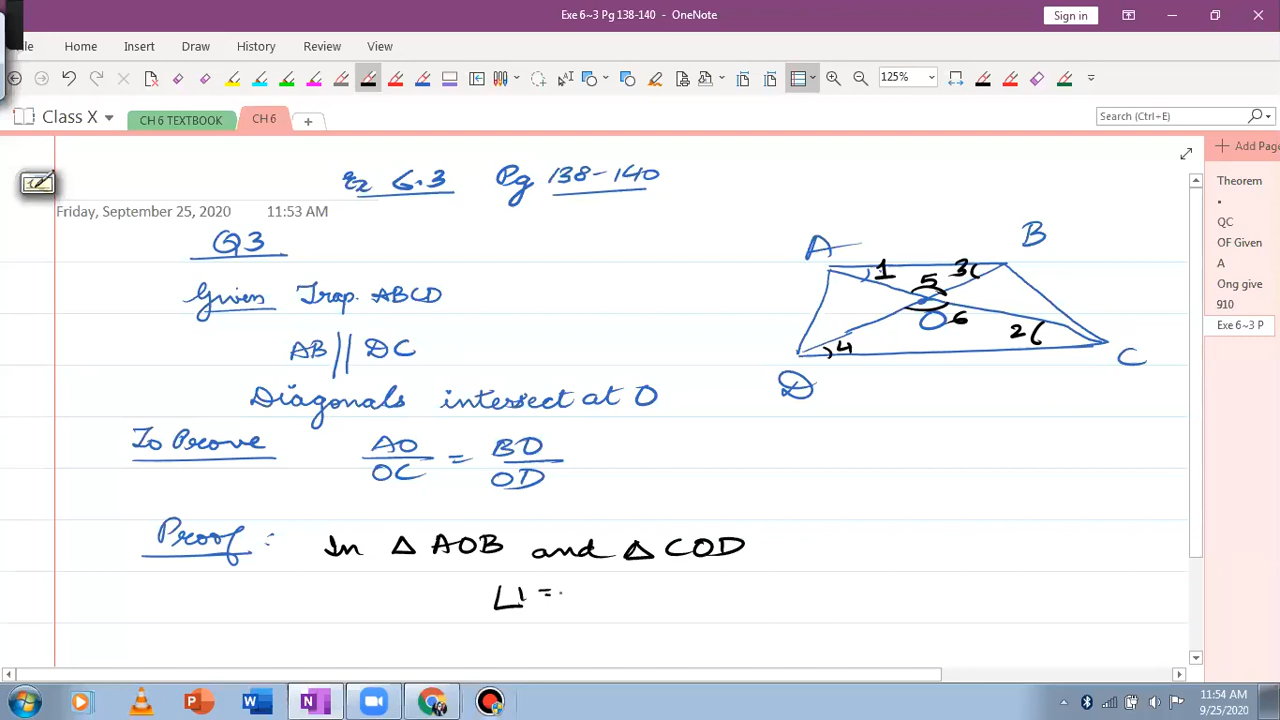 Exe 6~3 Pg 138-140 - OneNote
Sign in
File Home Insert Draw History Review View
125%
Class X
CH 6 TEXTBOOK
CH 6
Search (Ctrl+E)
Add Page
Ex 6.3 Pg 138-140
Friday, September 25, 2020 11:53 AM
Q3
Given Trap. ABCD
AB || DC
Diagonals intersect at O
To Prove AO/OC = BO/OD
Proof : In △ AOB and △ COD
∠1 =
A
B
1
3
5
O
6
2
4
C
D
Theorem
•
QC
OF Given
A
Ong give
910
Exe 6~3 P
11:54 AM
9/25/2020